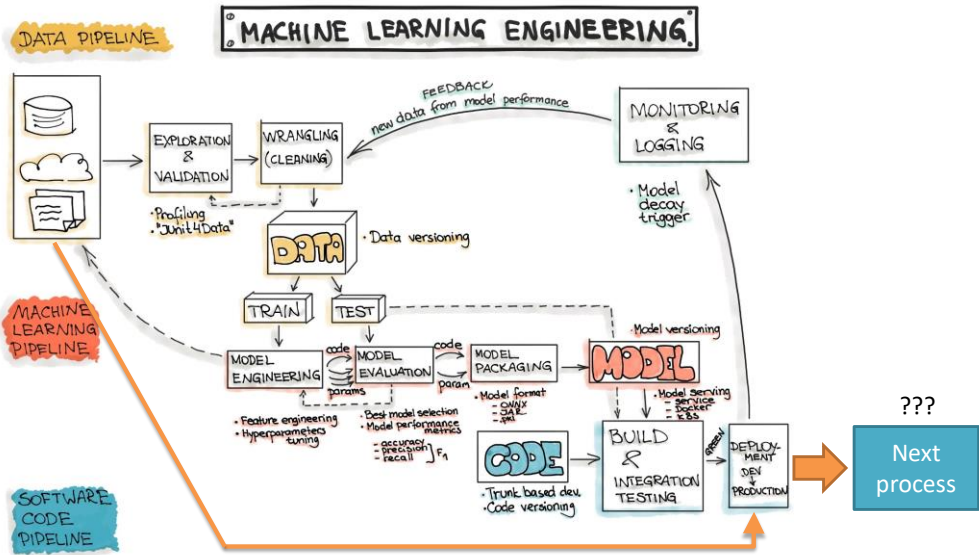 DATA PIPELINE
MACHINE LEARNING ENGINEERING
FEEDBACK
new data from model performance
MONITORING
&
LOGGING
• Model
decay
trigger
EXPLORATION
&
VALIDATION
WRANGLING
(CLEANING)
• Profiling
• "JUnit4Data"
DATA
• Data versioning
TRAIN
TEST
MACHINE
LEARNING
PIPELINE
MODEL
ENGINEERING
code
params
MODEL
EVALUATION
code
param
MODEL
PACKAGING
• Model versioning
MODEL
• Feature engineering
• Hyperparameters
tuning
• Best model selection
• Model performance
metrics
- accuracy
- precision
- recall
F1
• Model format
- ONNX
- JAR
- .pkl
• Model serving
- service
- Docker
- K8S
CODE
• Trunk based dev.
• Code versioning
BUILD
&
INTEGRATION
TESTING
GREEN
DEPLOY-
MENT
DEV
PRODUCTION
???
Next
process
SOFTWARE
CODE
PIPELINE